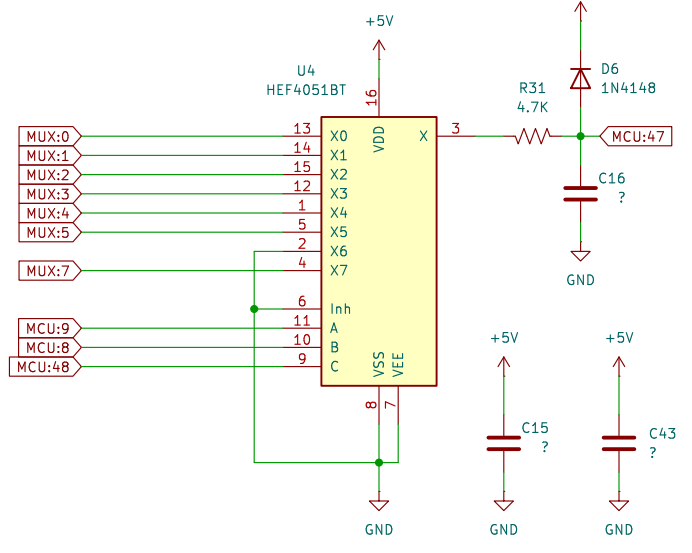 +5V
U4
HEF4051BT
16
VDD
D6
1N4148
R31
4.7K
MUX:0 13 X0 X 3 MCU:47
MUX:1 14 X1
MUX:2 15 X2
MUX:3 12 X3
MUX:4 1 X4
MUX:5 5 X5
2 X6
MUX:7 4 X7
C16
?
GND
6 Inh
MCU:9 11 A
MCU:8 10 B
MCU:48 9 C
VSS VEE
8 7
+5V +5V
C15 C43
? ?
GND GND GND